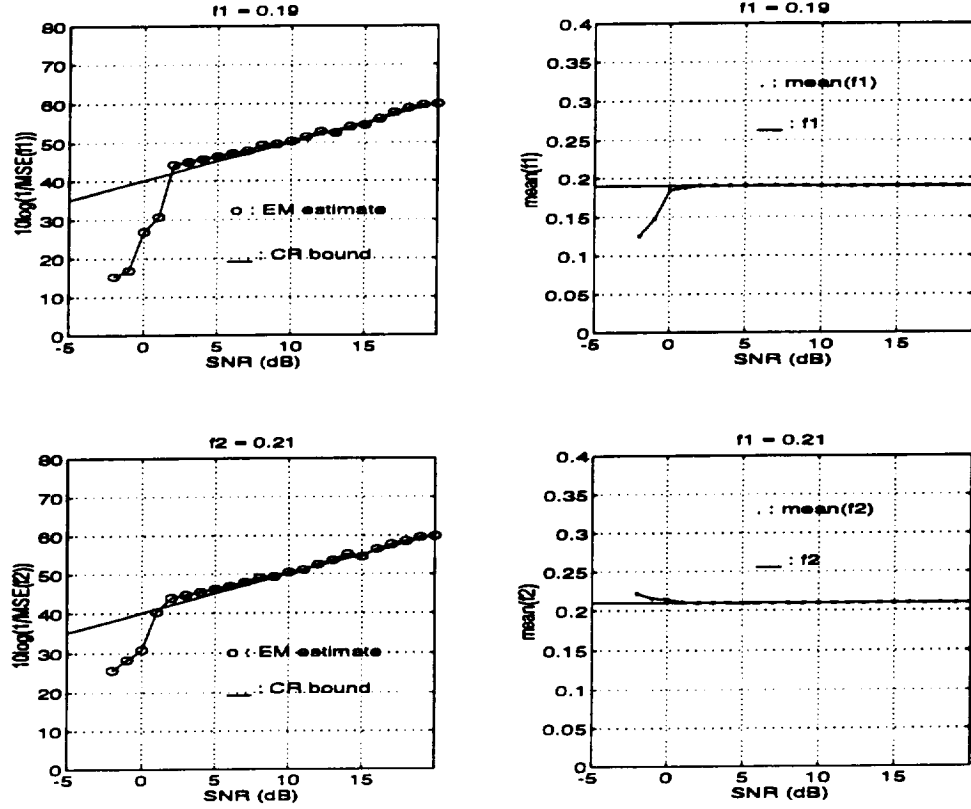 f1 = 0.19
80
70
60
50
40
30
20
10
0
-5
0
5
10
15
10log(1/MSE(f1))
SNR (dB)
o : EM estimate
__ : CR bound
f1 = 0.19
0.4
0.35
0.3
0.25
0.2
0.15
0.1
0.05
0
-5
0
5
10
15
mean(f1)
SNR (dB)
. : mean(f1)
__ : f1
f2 = 0.21
80
70
60
50
40
30
20
10
0
-5
0
5
10
15
10log(1/MSE(f2))
SNR (dB)
o : EM estimate
__ : CR bound
f1 = 0.21
0.4
0.35
0.3
0.25
0.2
0.15
0.1
0.05
0
-5
0
5
10
15
mean(f2)
SNR (dB)
. : mean(f2)
__ : f2